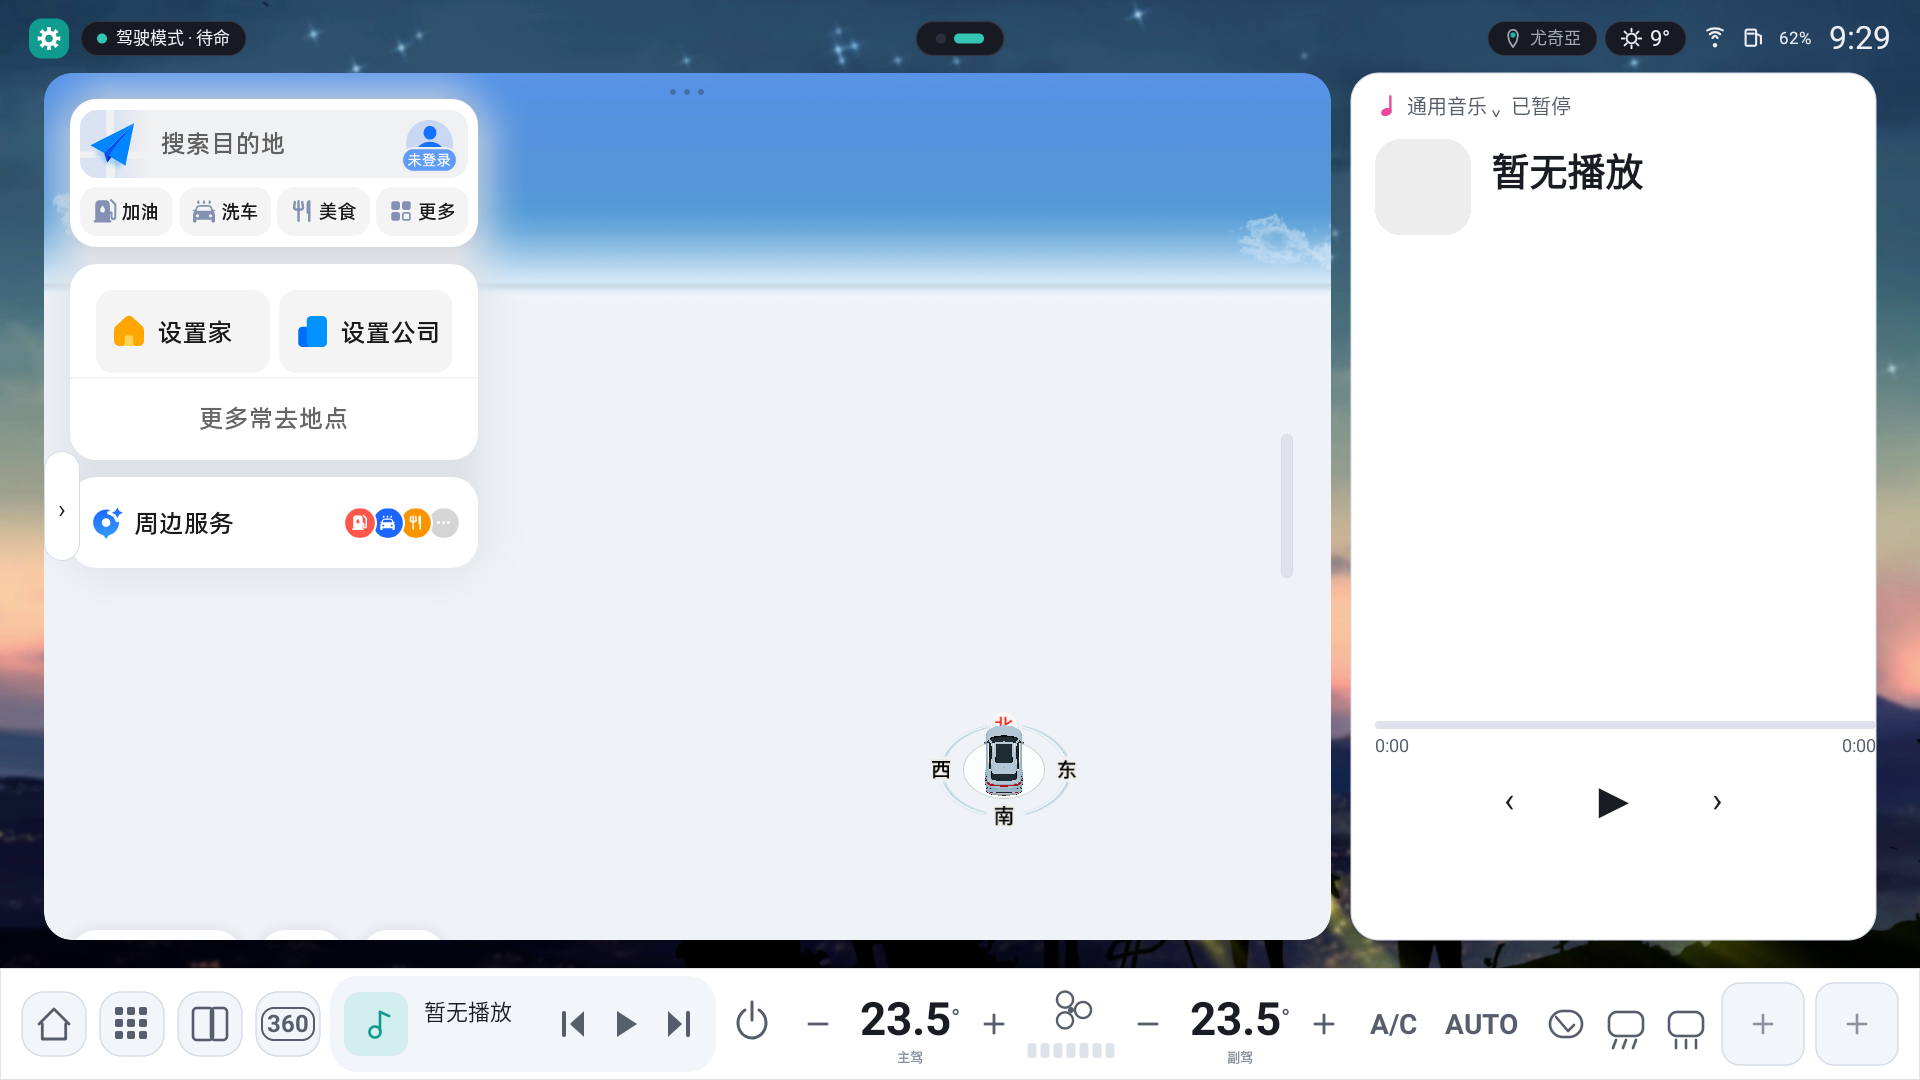 驾驶模式 · 待命
尤奇亞
9°
62%
9:29
搜索目的地
未登录
加油
洗车
美食
更多
设置家
设置公司
更多常去地点
周边服务
北
西
东
南
通用音乐 已暂停
暂无播放
0:00
0:00
360
暂无播放
23.5°
主驾
23.5°
副驾
A/C
AUTO